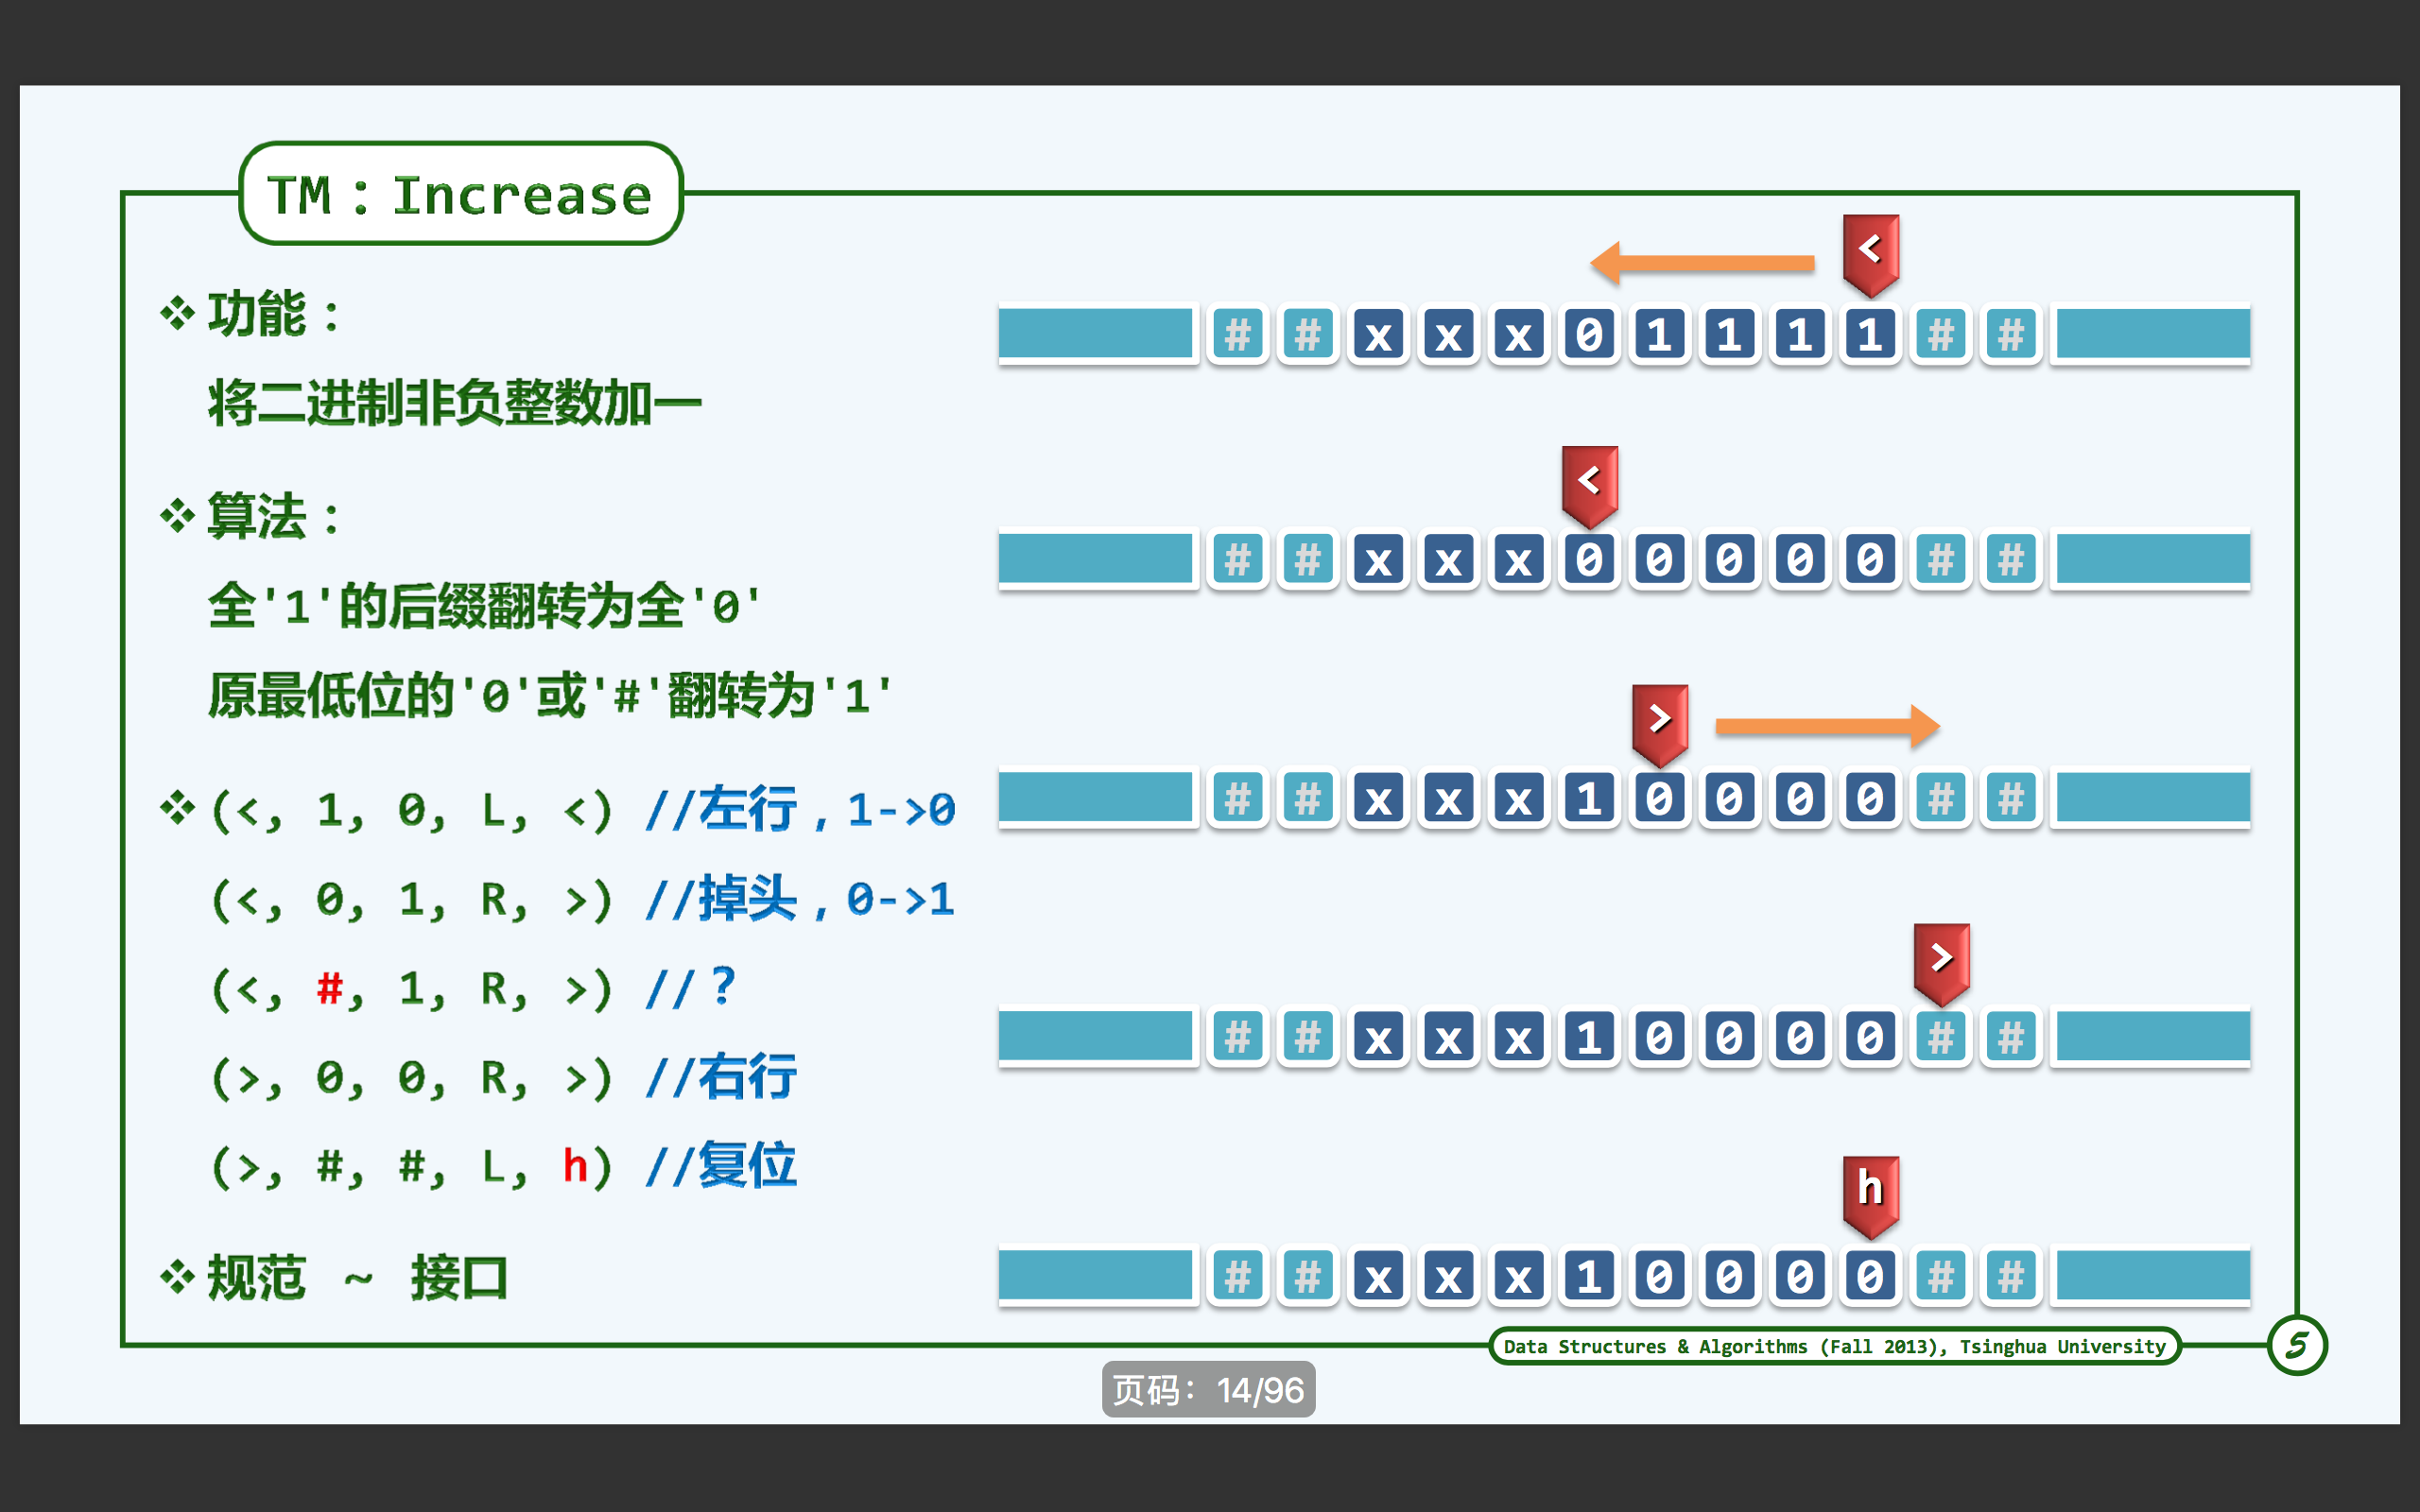 TM：Increase
❖ 功能：
将二进制非负整数加一
❖ 算法：
全'1'的后缀翻转为全'0'
原最低位的'0'或'#'翻转为'1'
❖ (<, 1, 0, L, <) //左行，1->0
(<, 0, 1, R, >) //掉头，0->1
(<, #, 1, R, >) //？
(>, 0, 0, R, >) //右行
(>, #, #, L, h) //复位
❖ 规范 ~ 接口
<
# # x x x 0 1 1 1 1 # #
<
# # x x x 0 0 0 0 0 # #
>
# # x x x 1 0 0 0 0 # #
>
# # x x x 1 0 0 0 0 # #
h
# # x x x 1 0 0 0 0 # #
Data Structures & Algorithms (Fall 2013), Tsinghua University
5
页码：14/96